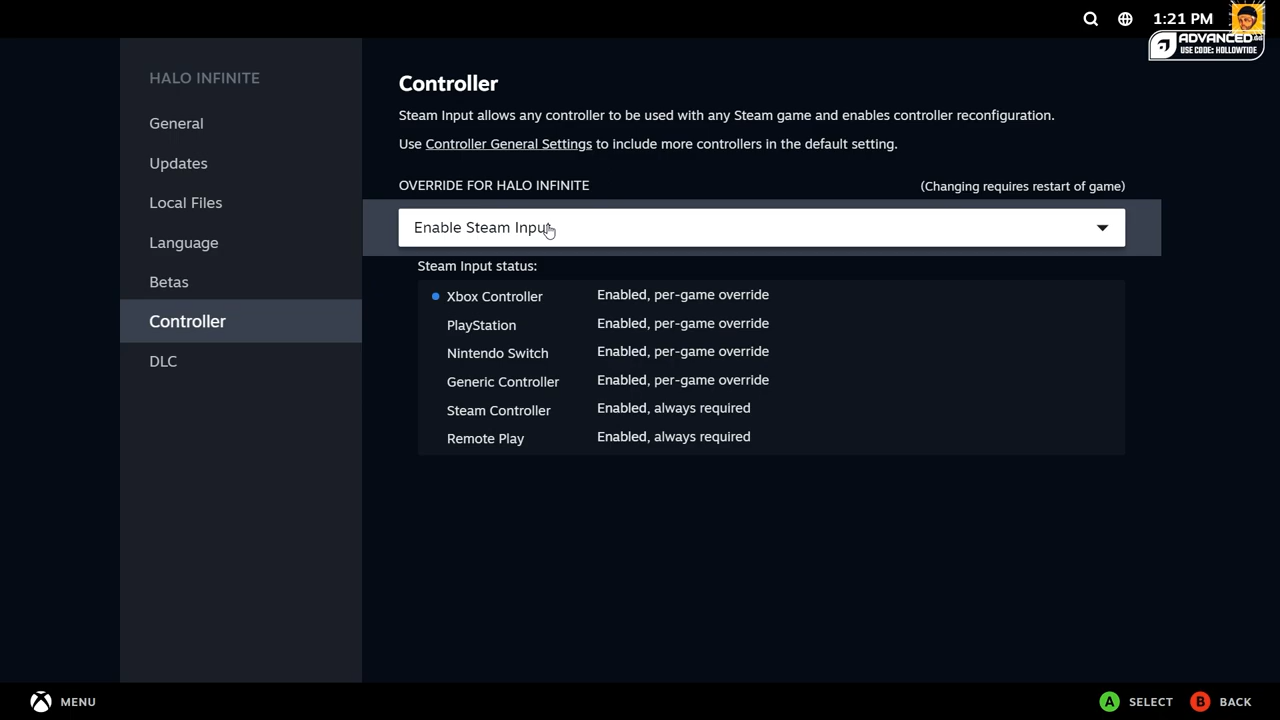 1:21 PM
ADVANCED.GG
USE CODE: HOLLOWTIDE
HALO INFINITE
General
Updates
Local Files
Language
Betas
Controller
DLC
Controller
Steam Input allows any controller to be used with any Steam game and enables controller reconfiguration.
Use Controller General Settings to include more controllers in the default setting.
OVERRIDE FOR HALO INFINITE (Changing requires restart of game)
Enable Steam Input
Steam Input status:
Xbox Controller Enabled, per-game override
PlayStation Enabled, per-game override
Nintendo Switch Enabled, per-game override
Generic Controller Enabled, per-game override
Steam Controller Enabled, always required
Remote Play Enabled, always required
MENU A SELECT B BACK